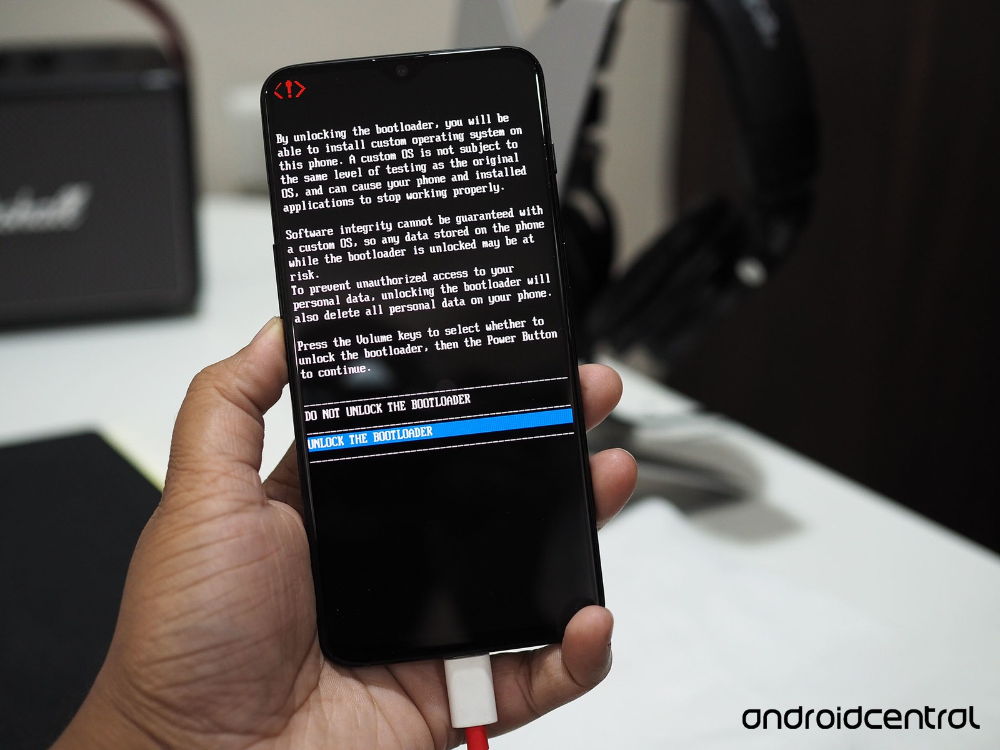 <!>
By unlocking the bootloader, you will be
able to install custom operating system on
this phone. A custom OS is not subject to
the same level of testing as the original
OS, and can cause your phone and installed
applications to stop working properly.
Software integrity cannot be guaranteed with
a custom OS, so any data stored on the phone
while the bootloader is unlocked may be at
risk.
To prevent unauthorized access to your
personal data, unlocking the bootloader will
also delete all personal data on your phone.
Press the Volume keys to select whether to
unlock the bootloader, then the Power Button
to continue.
DO NOT UNLOCK THE BOOTLOADER
UNLOCK THE BOOTLOADER
androidcentral